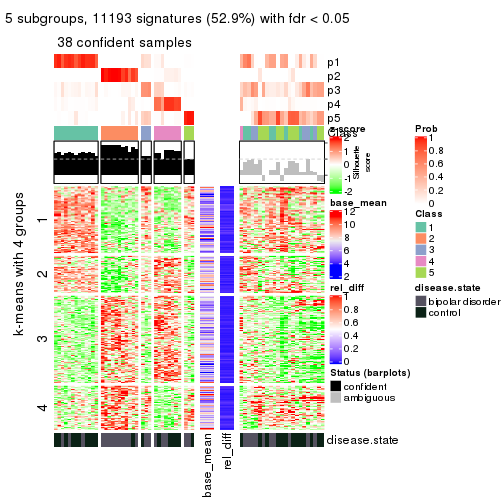 5 subgroups, 11193 signatures (52.9%) with fdr < 0.05
38 confident samples
p1
p2
p3
p4
p5
Class
Silhouette
score
k-means with 4 groups
1
2
3
4
base_mean
rel_diff
disease.state
z-score
2
1
0
-1
-2
base_mean
12
10
8
6
4
2
rel_diff
1
0.8
0.6
0.4
0.2
0
Status (barplots)
confident
ambiguous
Prob
1
0.8
0.6
0.4
0.2
0
Class
1
2
3
4
5
disease.state
bipolar disorder
control